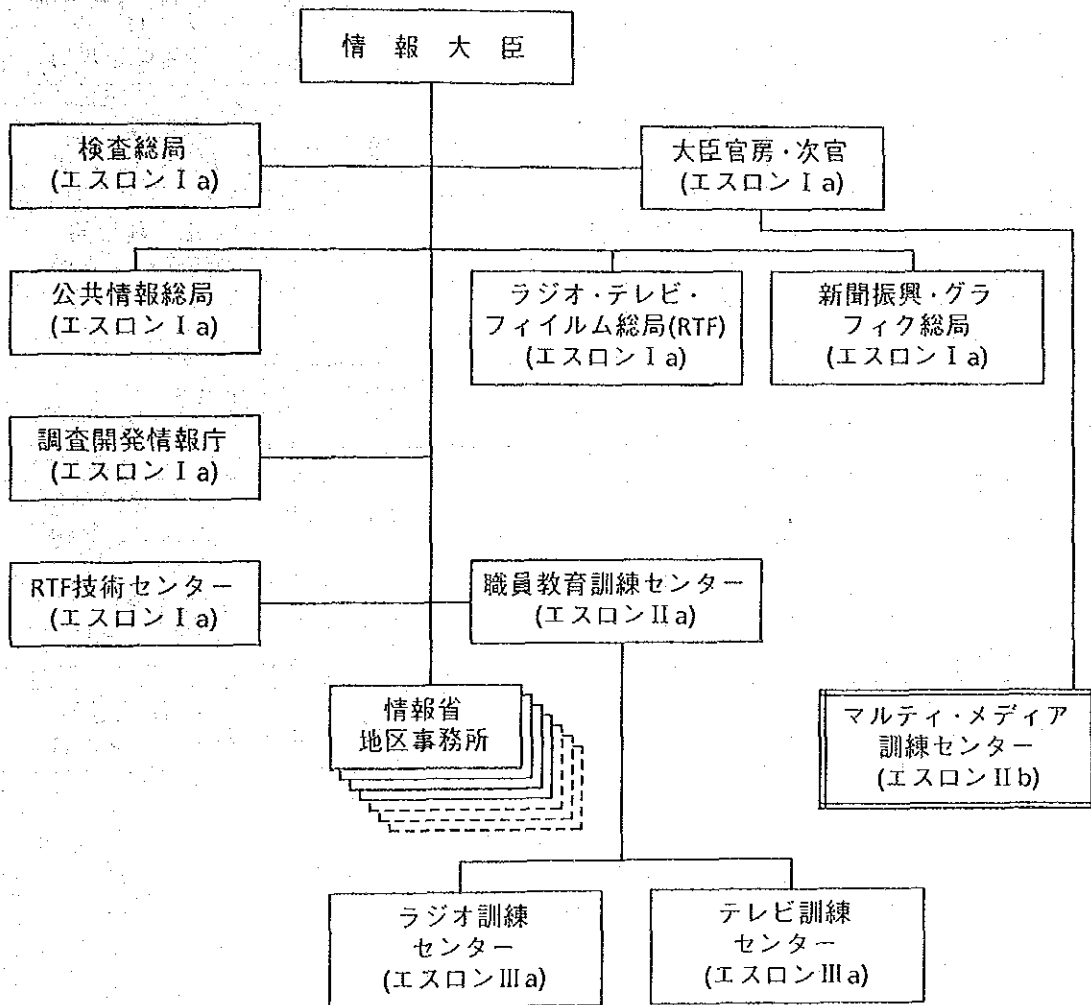 情報大臣
検査総局
(エスロンⅠa)
大臣官房・次官
(エスロンⅠa)
公共情報総局
(エスロンⅠa)
ラジオ・テレビ・
フィイルム総局(RTF)
(エスロンⅠa)
新聞振興・グラ
フィク総局
(エスロンⅠa)
調査開発情報庁
(エスロンⅠa)
RTF技術センター
(エスロンⅠa)
職員教育訓練センター
(エスロンⅡa)
情報省
地区事務所
マルティ・メディア
訓練センター
(エスロンⅡb)
ラジオ訓練
センター
(エスロンⅢa)
テレビ訓練
センター
(エスロンⅢa)